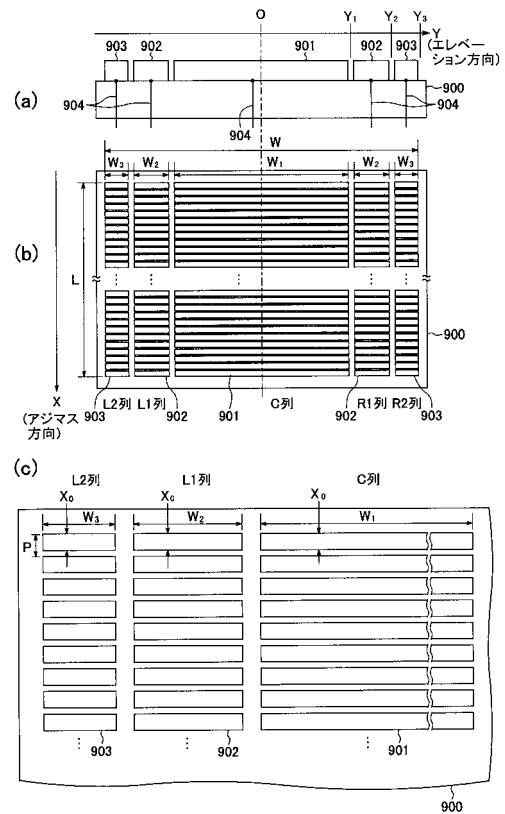 O Y₁ Y₂ Y₃
903 902 901 902 903 Y
(エレベーション方向)
900
(a)
904 904 904
W
W₃ W₂ W₁ W₂ W₃
(b)
L
900
X
(アジマス方向)
903 L2列 L1列 902 901 C列 902 R1列 R2列 903
(c)
L2列 L1列 C列
X₀ X₀ X₀
W₃ W₂ W₁
P
903 902 901
900